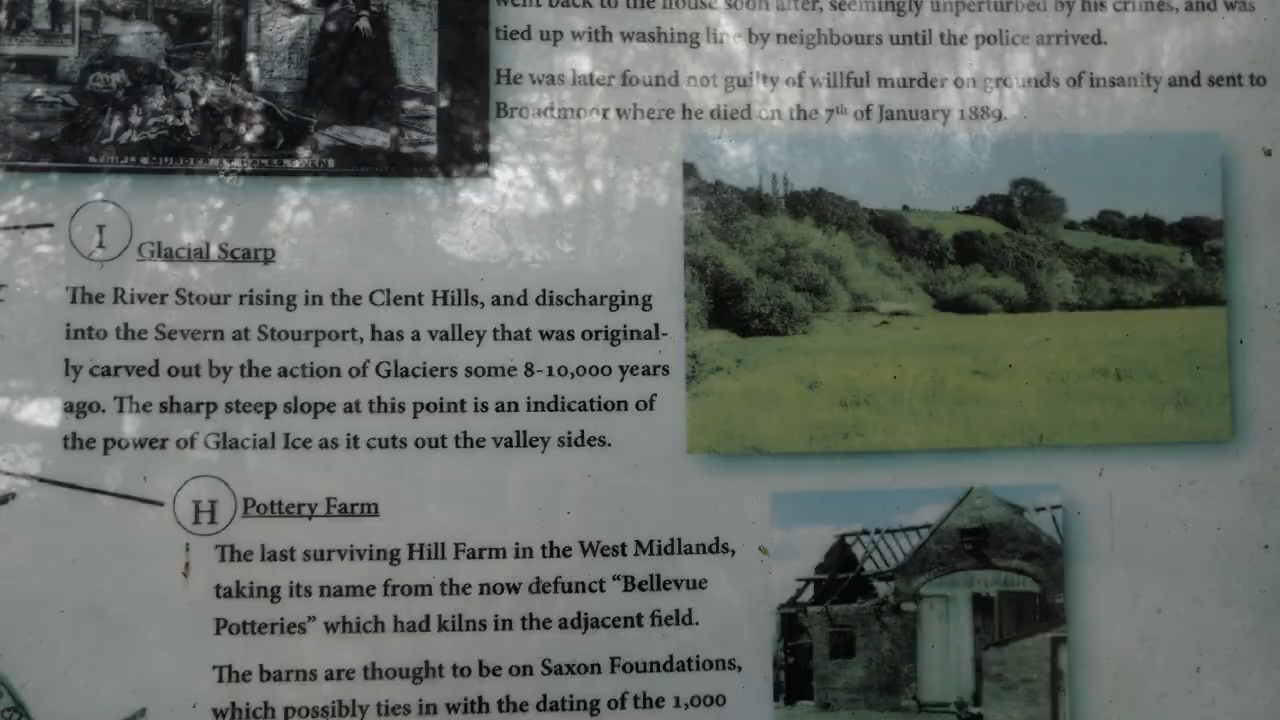 went back to the house soon after, seemingly unperturbed by his crimes, and was
tied up with washing line by neighbours until the police arrived.
He was later found not guilty of willful murder on grounds of insanity and sent to
Broadmoor where he died on the 7th of January 1889.
TRIPLE MURDER AT HALES OWEN
I
Glacial Scarp
The River Stour rising in the Clent Hills, and discharging
into the Severn at Stourport, has a valley that was original-
ly carved out by the action of Glaciers some 8-10,000 years
ago. The sharp steep slope at this point is an indication of
the power of Glacial Ice as it cuts out the valley sides.
H
Pottery Farm
The last surviving Hill Farm in the West Midlands,
taking its name from the now defunct “Bellevue
Potteries” which had kilns in the adjacent field.
The barns are thought to be on Saxon Foundations,
which possibly ties in with the dating of the 1,000